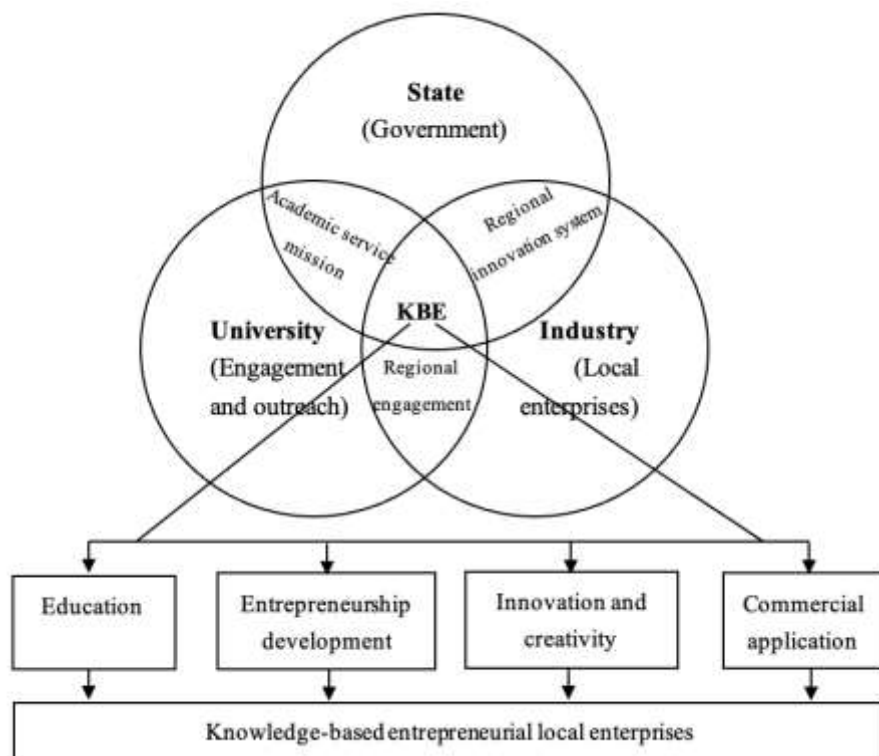 State
(Government)
Academic service
mission
Regional
innovation system
KBE
University
(Engagement
and outreach)
Regional
engagement
Industry
(Local
enterprises)
Education
Entrepreneurship
development
Innovation and
creativity
Commercial
application
Knowledge-based entrepreneurial local enterprises